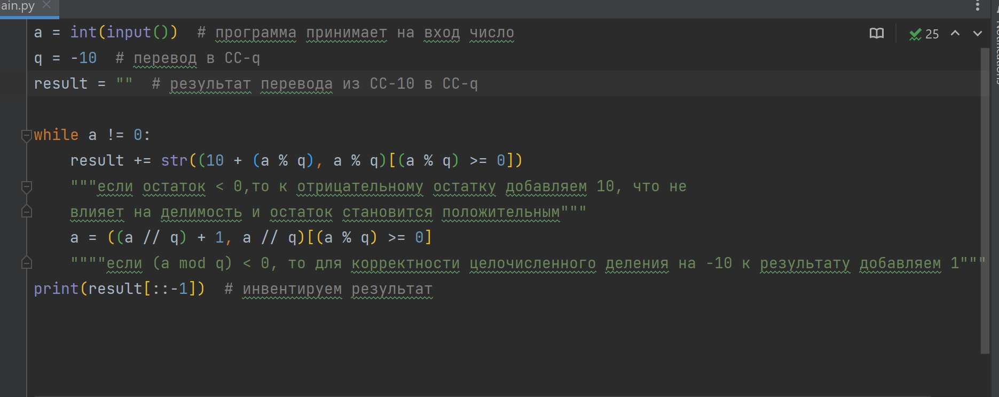 ain.py
a = int(input())  # программа принимает на вход число
25
q = -10  # перевод в СС-q
result = ""  # результат перевода из СС-10 в СС-q
while a != 0:
    result += str((10 + (a % q), a % q)[(a % q) >= 0])
    """если остаток < 0,то к отрицательному остатку добавляем 10, что не
    влияет на делимость и остаток становится положительным"""
    a = ((a // q) + 1, a // q)[(a % q) >= 0]
    """"если (a mod q) < 0, то для корректности целочисленного деления на -10 к результату добавляем 1"""
print(result[::-1])  # инвентируем результат
Notifications